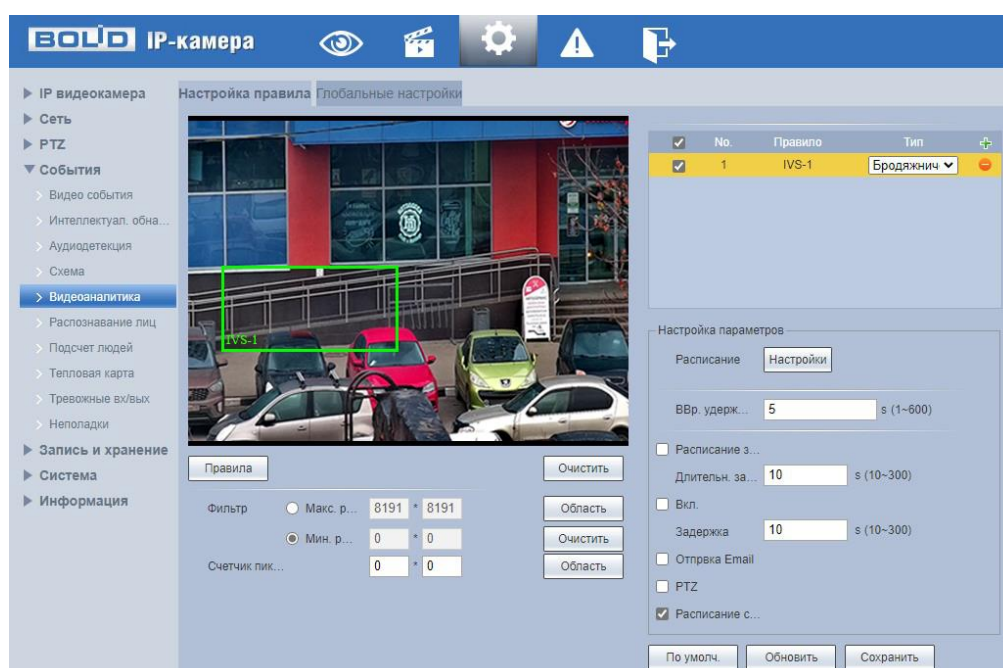 BOLID IP-камера
IP видеокамера
Сеть
PTZ
События
Видео события
Интеллектуал. обна...
Аудиодетекция
Схема
Видеоаналитика
Распознавание лиц
Подсчет людей
Тепловая карта
Тревожные вх/вых
Неполадки
Запись и хранение
Система
Информация
Настройка правила Глобальные настройки
IVS-1
Правила Очистить
Фильтр Макс. р... 8191 * 8191 Область
Мин. р... 0 * 0 Очистить
Счетчик пик... 0 * 0 Область
No. Правило Тип
1 IVS-1 Бродяжнич
Настройка параметров
Расписание Настройки
ВВр. удерж... 5 s (1~600)
Расписание з...
Длительн. за... 10 s (10~300)
Вкл.
Задержка 10 s (10~300)
Отпрвка Email
PTZ
Расписание с...
По умолч. Обновить Сохранить